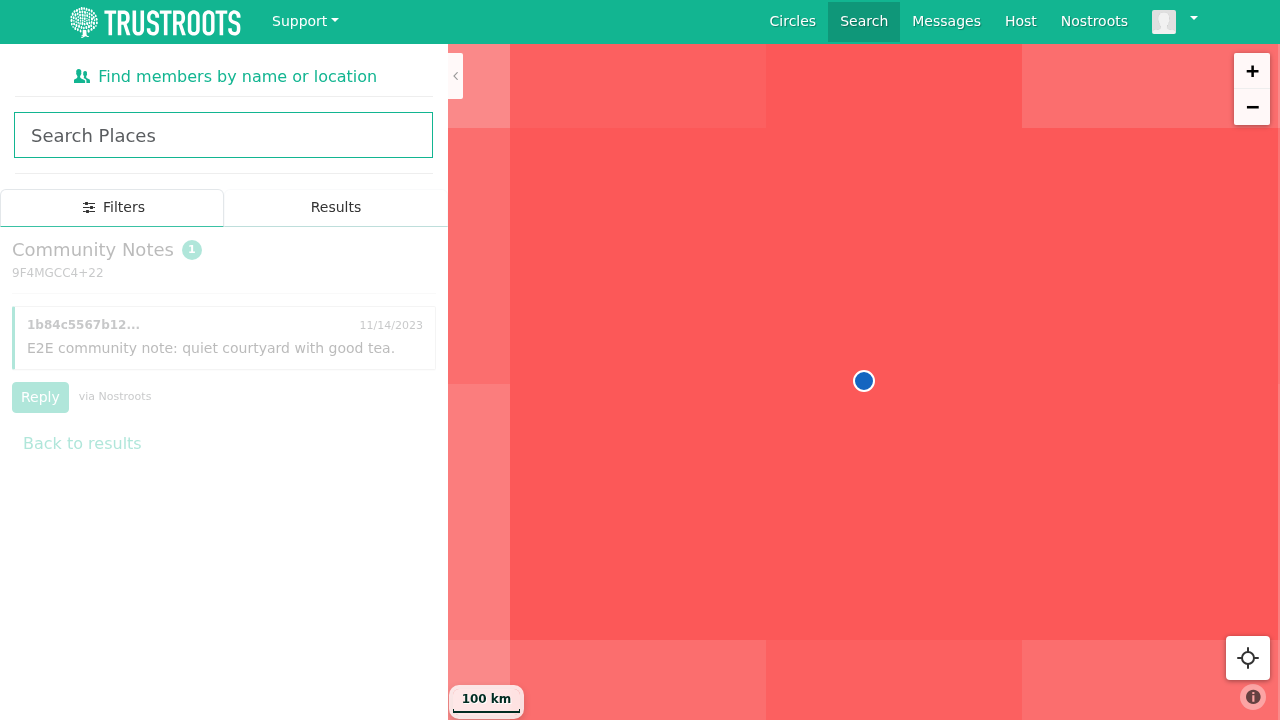 TRUSTROOTS
Support
Circles
Search
Messages
Host
Nostroots
Find members by name or location
Search Places
Filters
Results
Community Notes 1
9F4MGCC4+22
1b84c5567b12...
11/14/2023
E2E community note: quiet courtyard with good tea.
Reply
via Nostroots
Back to results
+
−
100 km